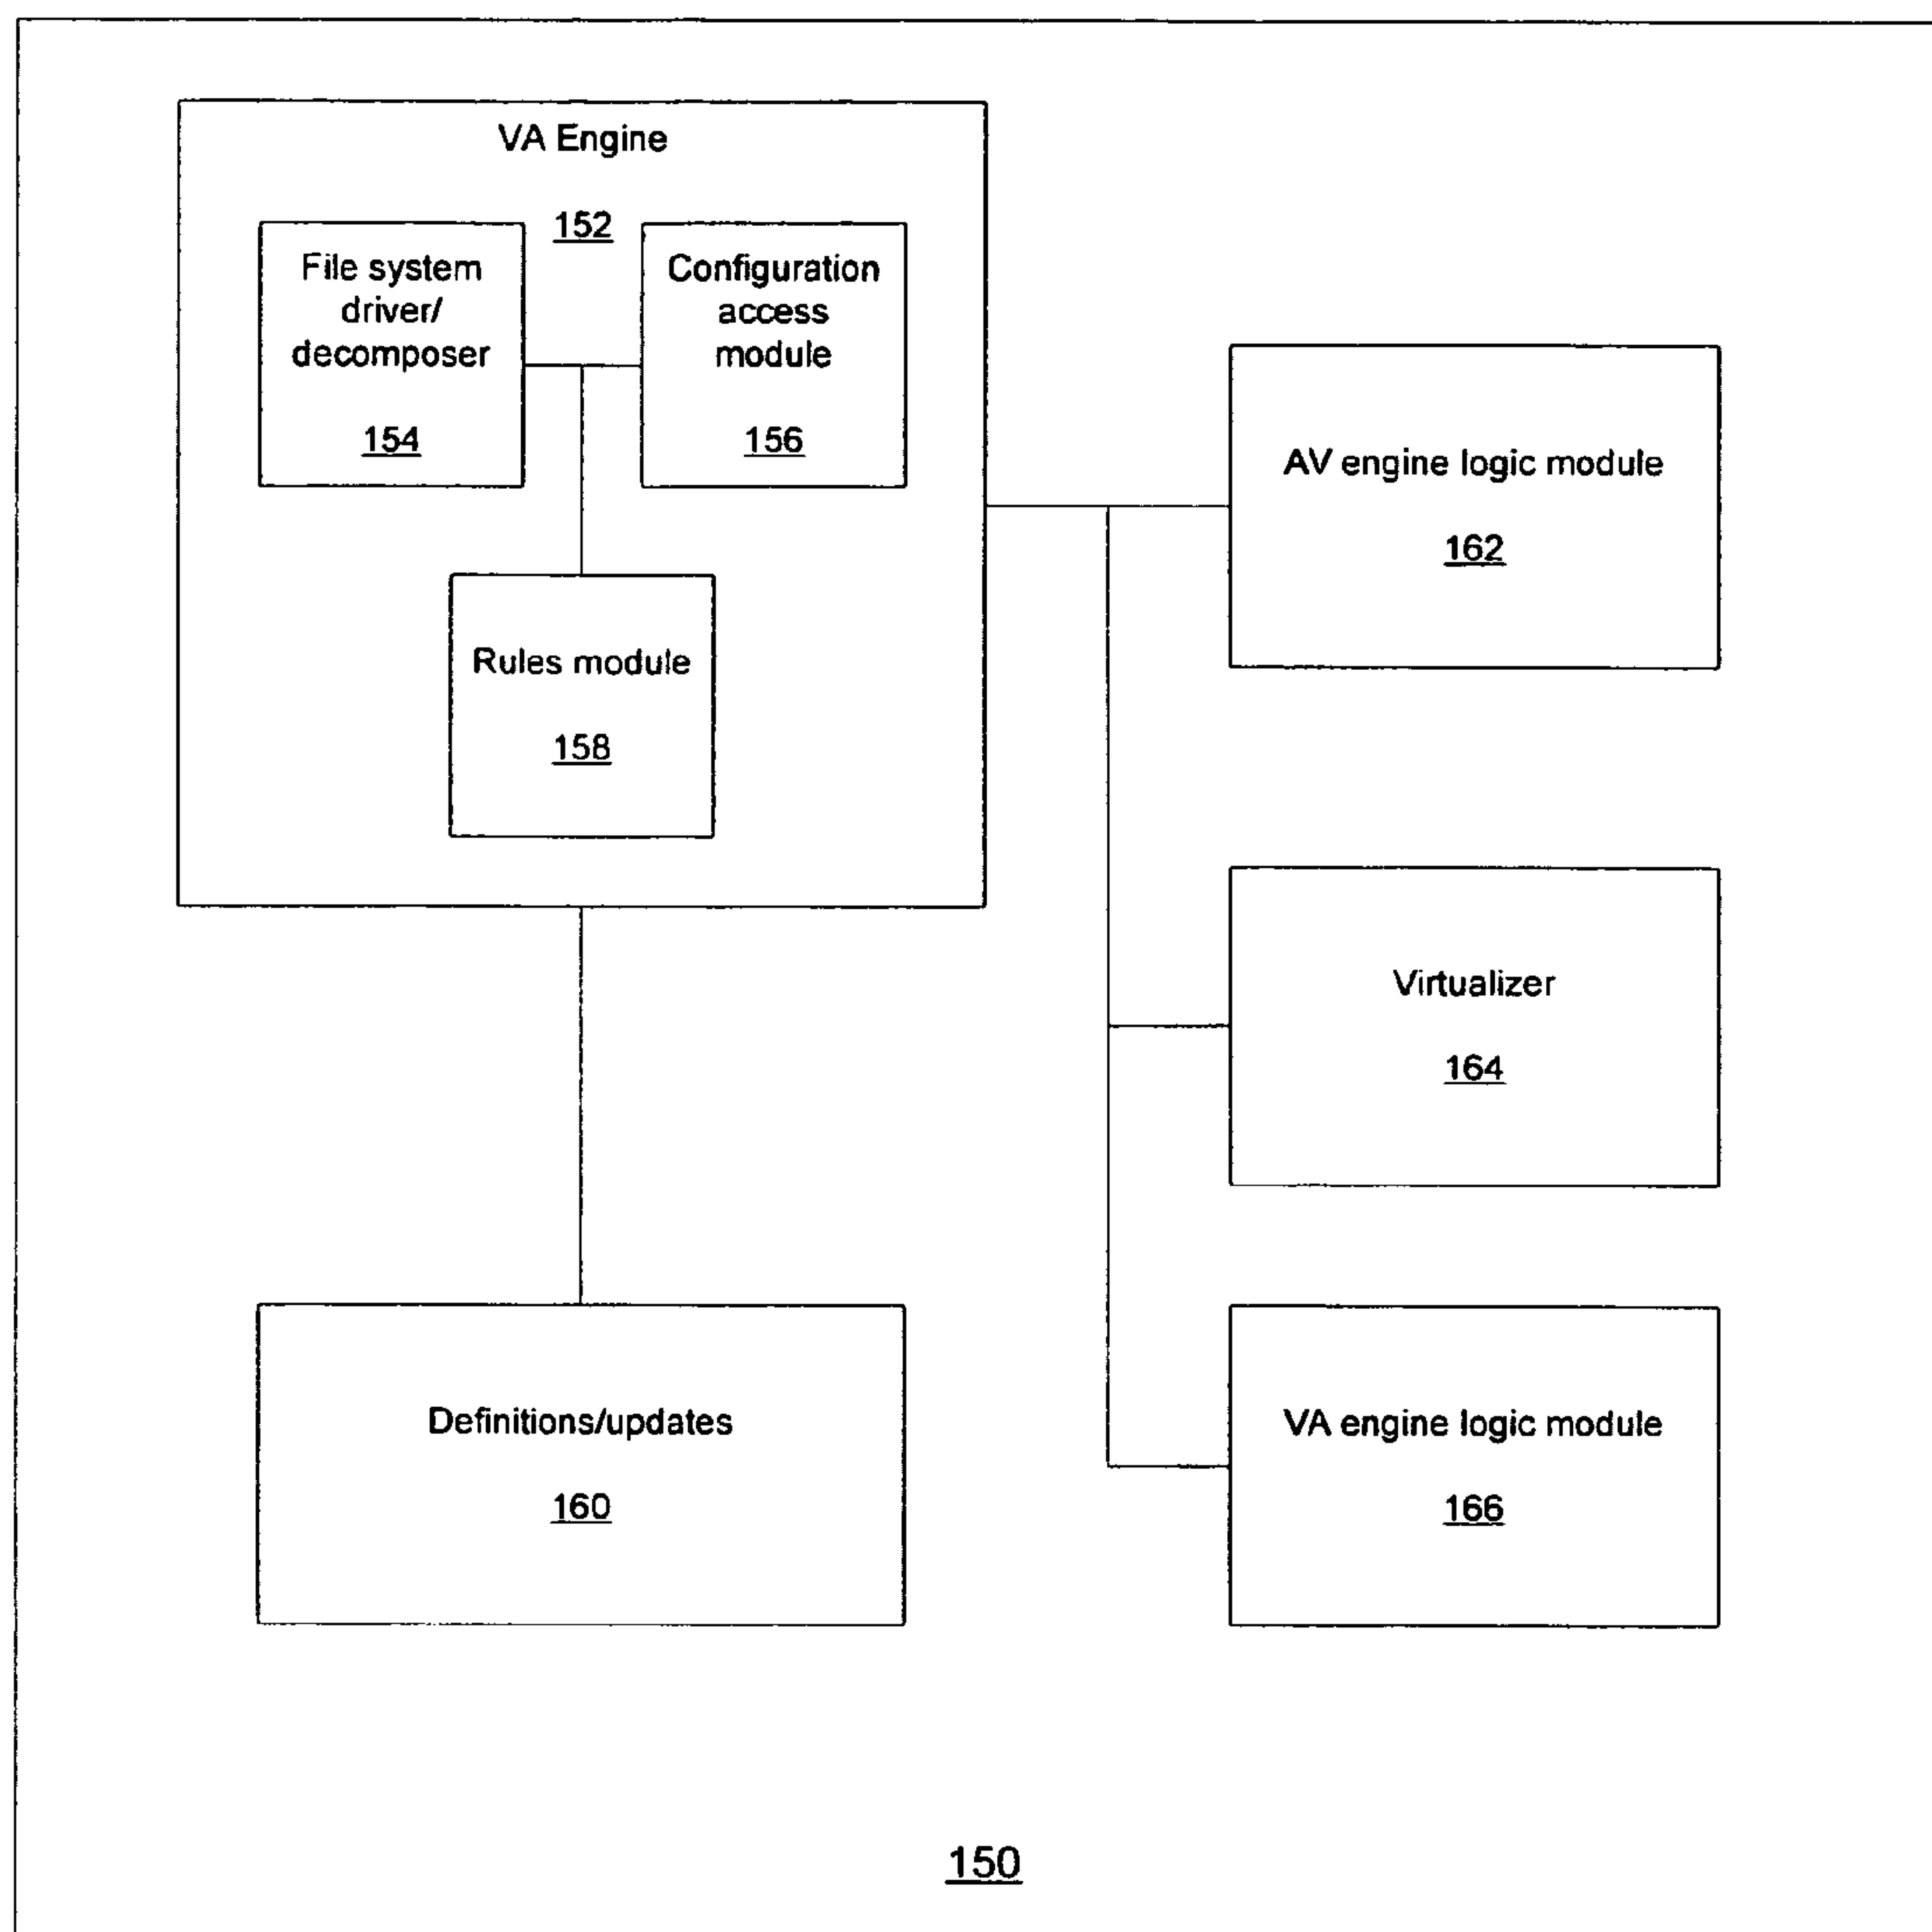 VA Engine
152
File system
driver/
decomposer
154
Configuration
access
module
156
Rules module
158
AV engine logic module
162
Virtualizer
164
Definitions/updates
160
VA engine logic module
166
150